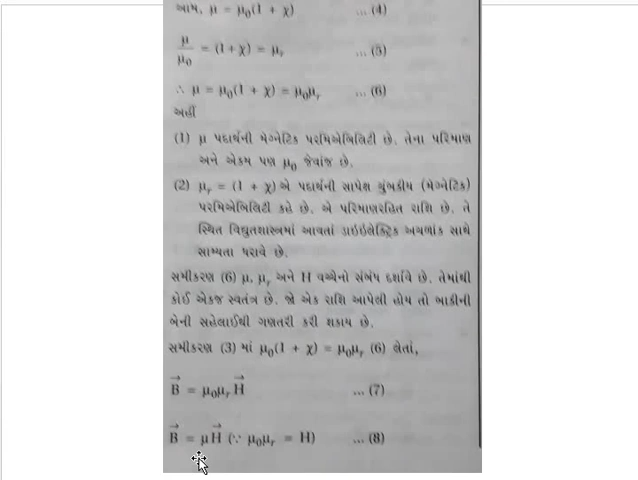 આમ, μ = μ₀(1 + χ) ... (4)
μ/μ₀ = (1+χ) = μᵣ ... (5)
∴ μ = μ₀(1 + χ) = μ₀μᵣ ... (6)
અહીં
(1) μ પદાર્થની મેગ્નેટિક પરમિએબિલિટી છે. તેના પરિમાણ
અને એકમ પણ μ₀ જેવાંજ છે.
(2) μᵣ = (1 + χ) એ પદાર્થની સાપેક્ષ ચુંબકીય (મેગ્નેટિક)
પરમિએબિલિટી કહે છે. એ પરિમાણરહિત રાશિ છે. તે
સ્થિત વિદ્યુતશાસ્ત્રમાં આવતાં ડાઇઇલેક્ટ્રિક અચળાંક સાથે
સામ્યતા ધરાવે છે.
સમીકરણ (6) μ, μᵣ અને H વચ્ચેનો સંબંધ દર્શાવે છે. તેમાંથી
કોઈ એકજ સ્વતંત્ર છે. જો એક રાશિ આપેલી હોય તો બાકીની
બેની સહેલાઈથી ગણતરી કરી શકાય છે.
સમીકરણ (3) માં μ₀(1 + χ) = μ₀μᵣ (6) લેતાં,
B⃗ = μ₀μᵣH⃗ ... (7)
B⃗ = μH⃗ (∵ μ₀μᵣ = H) ... (8)